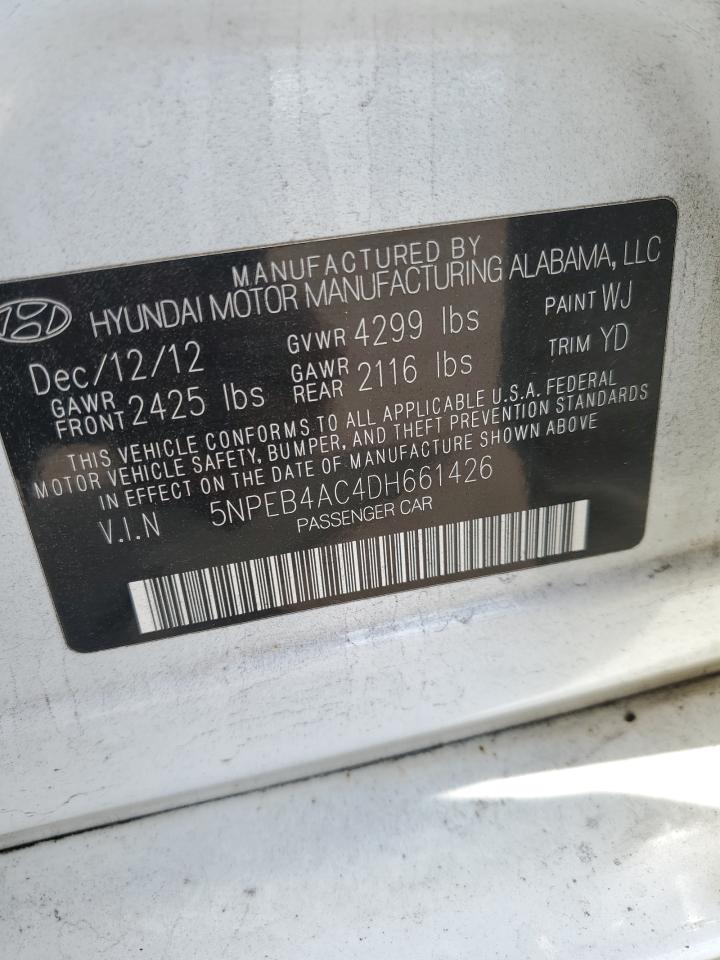 MANUFACTURED BY
HYUNDAI MOTOR MANUFACTURING ALABAMA, LLC
Dec/12/12 GVWR 4299 lbs PAINT WJ
GAWR FRONT 2425 lbs GAWR REAR 2116 lbs TRIM YD
THIS VEHICLE CONFORMS TO ALL APPLICABLE U.S.A. FEDERAL
MOTOR VEHICLE SAFETY, BUMPER, AND THEFT PREVENTION STANDARDS
IN EFFECT ON THE DATE OF MANUFACTURE SHOWN ABOVE
V.I.N 5NPEB4AC4DH661426
PASSENGER CAR